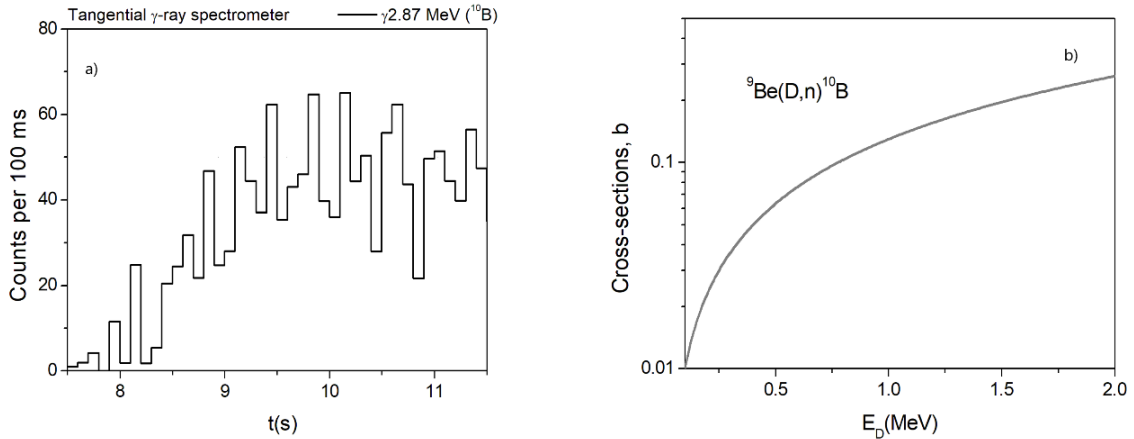 Tangential γ-ray spectrometer γ2.87 MeV (¹⁰B)
80
60
40
20
0
a)
Counts per 100 ms
8 9 10 11
t(s)
b)
⁹Be(D,n)¹⁰B
0.1
0.01
Cross-sections, b
0.5 1.0 1.5 2.0
E_D(MeV)